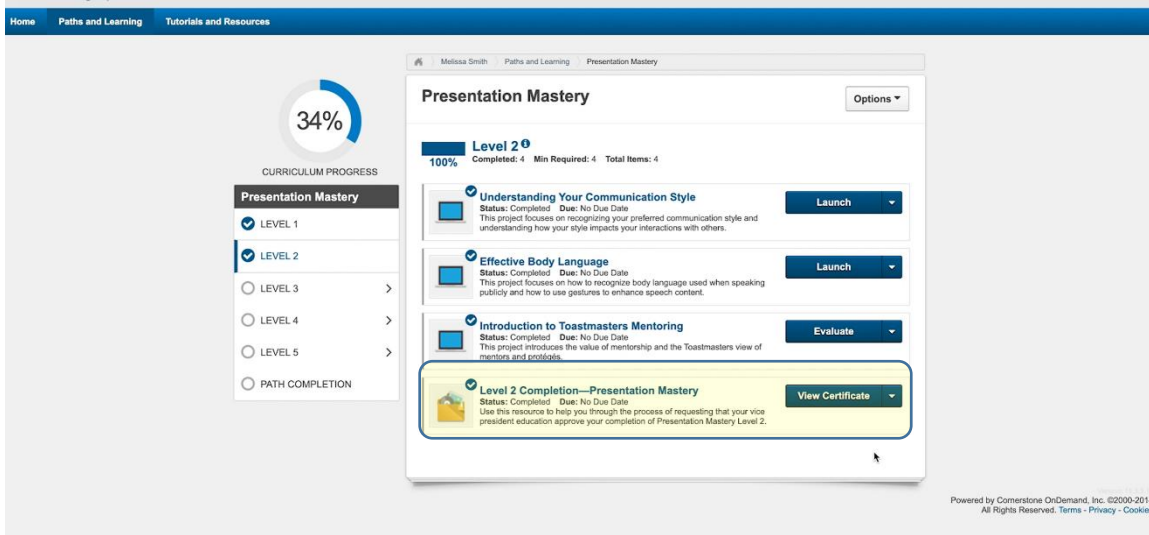 Home Paths and Learning Tutorials and Resources
Melissa Smith Paths and Learning Presentation Mastery
34%
CURRICULUM PROGRESS
Presentation Mastery
LEVEL 1
LEVEL 2
LEVEL 3
LEVEL 4
LEVEL 5
PATH COMPLETION
Presentation Mastery
Options
Level 2
100% Completed: 4 Min Required: 4 Total Items: 4
Understanding Your Communication Style
Status: Completed Due: No Due Date
This project focuses on recognizing your preferred communication style and
understanding how your style impacts your interactions with others.
Launch
Effective Body Language
Status: Completed Due: No Due Date
This project focuses on how to recognize body language used when speaking
publicly and how to use gestures to enhance speech content.
Launch
Introduction to Toastmasters Mentoring
Status: Completed Due: No Due Date
This project introduces the value of mentorship and the Toastmasters view of
mentors and protégés.
Evaluate
Level 2 Completion—Presentation Mastery
Status: Completed Due: No Due Date
Use this resource to help you through the process of requesting that your vice
president education approve your completion of Presentation Mastery Level 2.
View Certificate
Powered by Cornerstone OnDemand, Inc. ©2000-201
All Rights Reserved. Terms - Privacy - Cookie